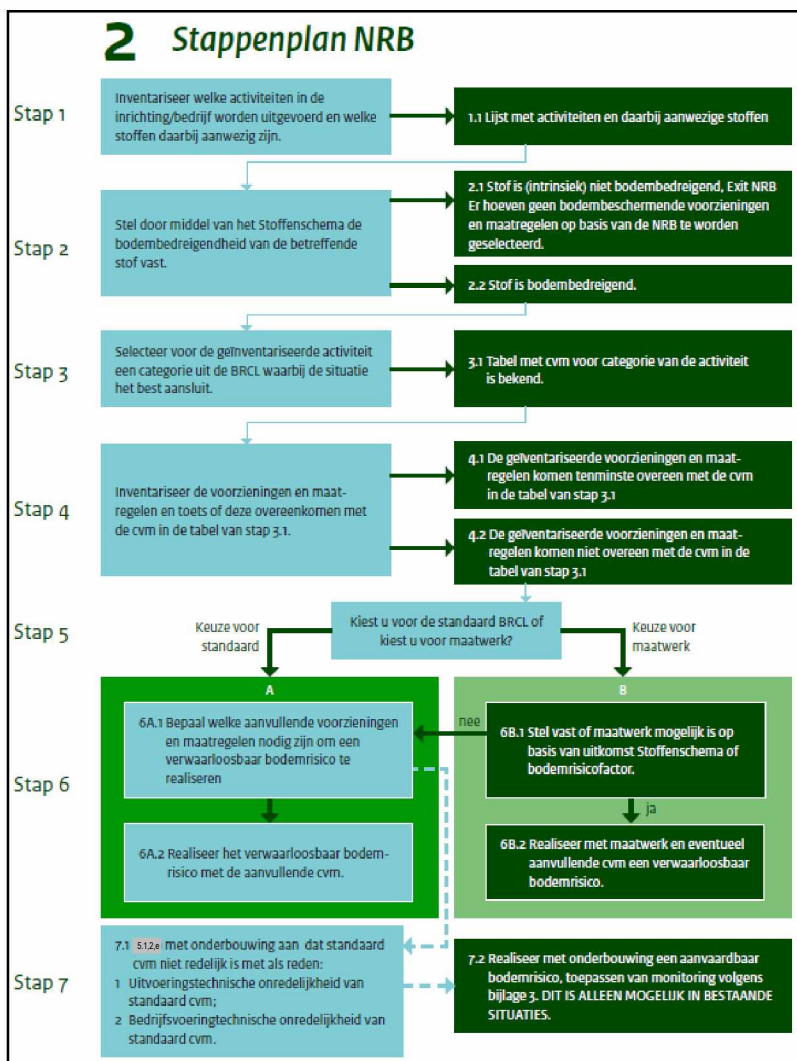 2 Stappenplan NRB
Stap 1
Inventariseer welke activiteiten in de
inrichting/bedrijf worden uitgevoerd en welke
stoffen daarbij aanwezig zijn.
1.1 Lijst met activiteiten en daarbij aanwezige stoffen
Stap 2
Stel door middel van het Stoffenschema de
bodembedreigendheid van de betreffende
stof vast.
2.1 Stof is (intrinsiek) niet bodembedreigend, Exit NRB
Er hoeven geen bodembeschermende voorzieningen
en maatregelen op basis van de NRB te worden
geselecteerd.
2.2 Stof is bodembedreigend.
Stap 3
Selecteer voor de geïnventariseerde activiteit
een categorie uit de BRCL waarbij de situatie
het best aansluit.
3.1 Tabel met cvm voor categorie van de activiteit
is bekend.
Stap 4
Inventariseer de voorzieningen en maat-
regelen en toets of deze overeenkomen met
de cvm in de tabel van stap 3.1.
4.1 De geïventariseerde voorzieningen en maat-
regelen komen tenminste overeen met de cvm
in de tabel van stap 3.1
4.2 De geïventariseerde voorzieningen en maat-
regelen komen niet overeen met de cvm in de
tabel van stap 3.1
Stap 5
Keuze voor
standaard
Kiest u voor de standaard BRCL of
kiest u voor maatwerk?
Keuze voor
maatwerk
Stap 6
A
6A.1 Bepaal welke aanvullende voorzieningen
en maatregelen nodig zijn om een
verwaarloosbaar bodemrisico te
realiseren
6A.2 Realiseer het verwaarloosbaar bodem-
risico met de aanvullende cvm.
nee
B
6B.1 Stel vast of maatwerk mogelijk is op
basis van uitkomst Stoffenschema of
bodemrisicofactor.
ja
6B.2 Realiseer met maatwerk en eventueel
aanvullende cvm een verwaarloosbaar
bodemrisico.
Stap 7
7.1 5.1.2,e met onderbouwing aan dat standaard
cvm niet redelijk is met als reden:
1 Uitvoeringstechnische onredelijkheid van
standaard cvm;
2 Bedrijfsvoeringtechnische onredelijkheid van
standaard cvm.
7.2 Realiseer met onderbouwing een aanvaardbaar
bodemrisico, toepassen van monitoring volgens
bijlage 3. DIT IS ALLEEN MOGELIJK IN BESTAANDE
SITUATIES.